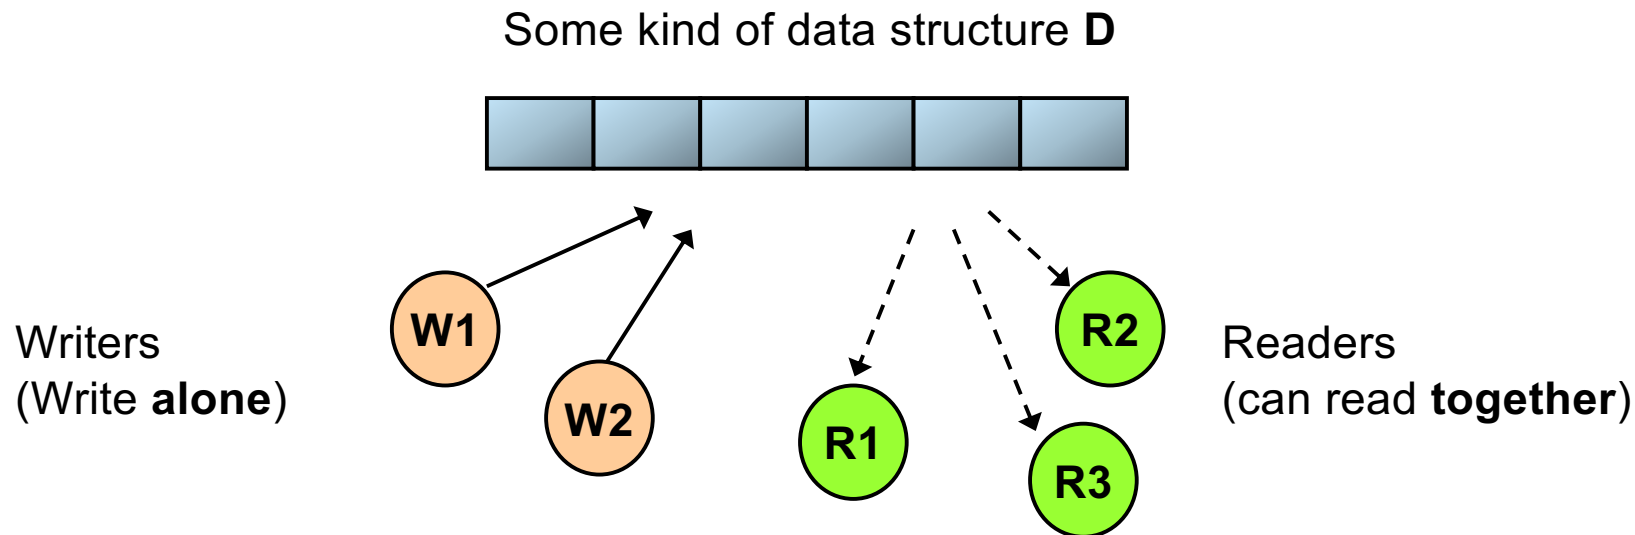 Some kind of data structure D
W1
W2
R1
R2
R3
Writers
(Write alone)
Readers
(can read together)